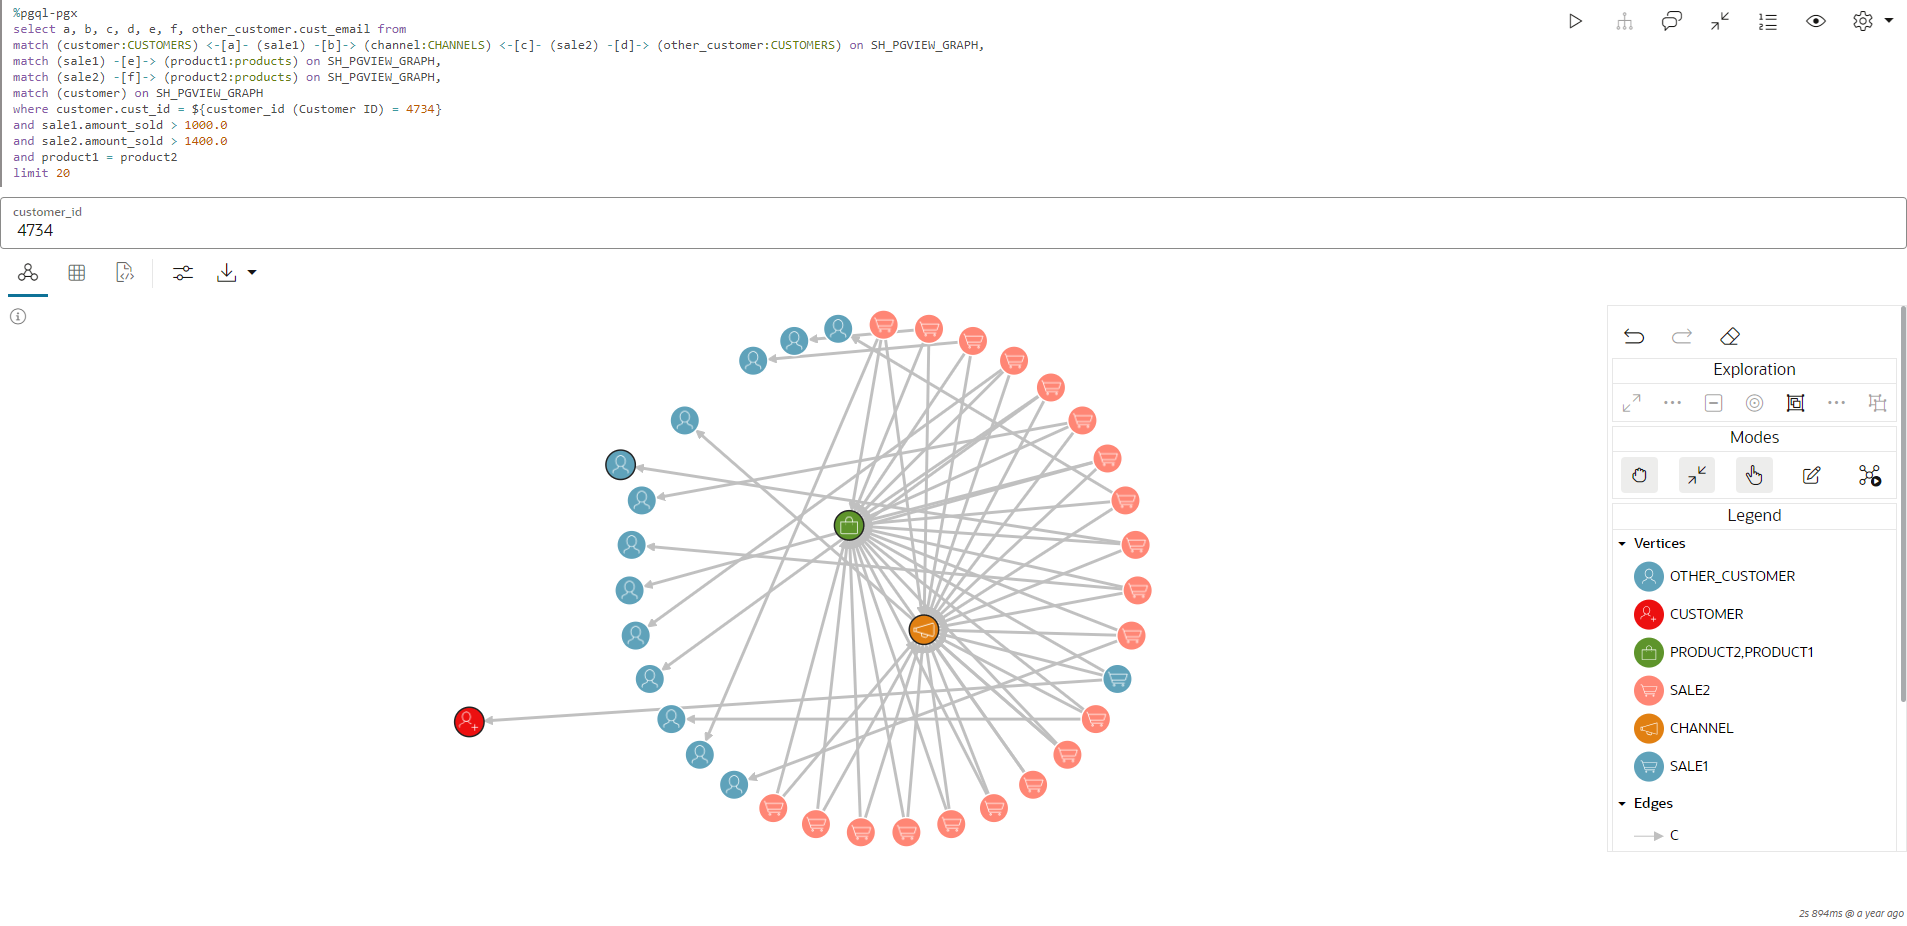 %pgql-pgx
select a, b, c, d, e, f, other_customer.cust_email from
match (customer:CUSTOMERS) <-[a]- (sale1) -[b]-> (channel:CHANNELS) <-[c]- (sale2) -[d]-> (other_customer:CUSTOMERS) on SH_PGVIEW_GRAPH,
match (sale1) -[e]-> (product1:products) on SH_PGVIEW_GRAPH,
match (sale2) -[f]-> (product2:products) on SH_PGVIEW_GRAPH,
match (customer) on SH_PGVIEW_GRAPH
where customer.cust_id = ${customer_id (Customer ID) = 4734}
and sale1.amount_sold > 1000.0
and sale2.amount_sold > 1400.0
and product1 = product2
limit 20
customer_id
4734
Exploration
Modes
Legend
Vertices
OTHER_CUSTOMER
CUSTOMER
PRODUCT2,PRODUCT1
SALE2
CHANNEL
SALE1
Edges
C
2s 894ms @ a year ago